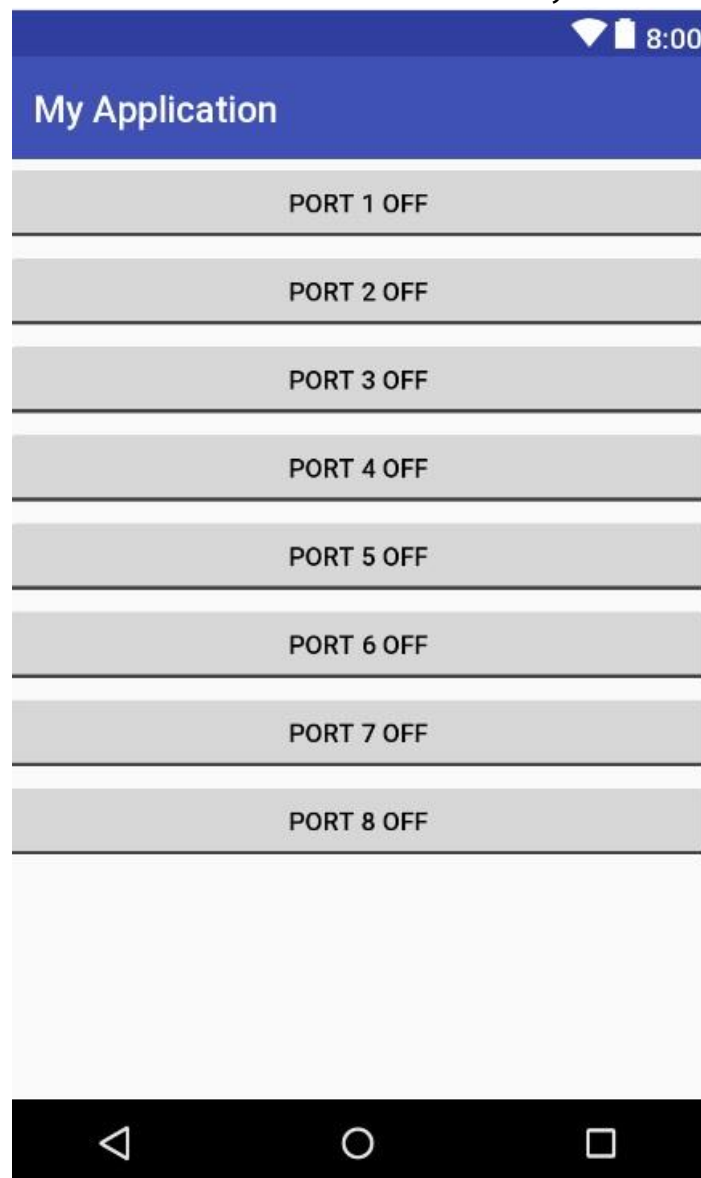 8:00
My Application
PORT 1 OFF
PORT 2 OFF
PORT 3 OFF
PORT 4 OFF
PORT 5 OFF
PORT 6 OFF
PORT 7 OFF
PORT 8 OFF